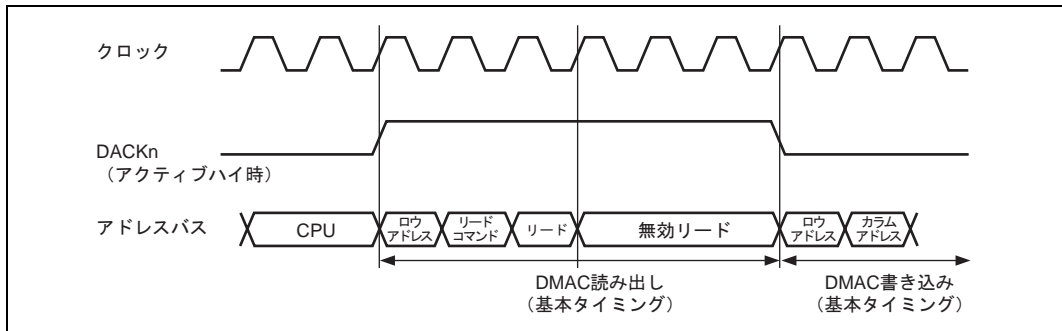 クロック
DACKn
（アクティブハイ時）
アドレスバス
CPU
ロウ
アドレス
リード
コマンド
リード
無効リード
ロウ
アドレス
カラム
アドレス
DMAC読み出し
（基本タイミング）
DMAC書き込み
（基本タイミング）